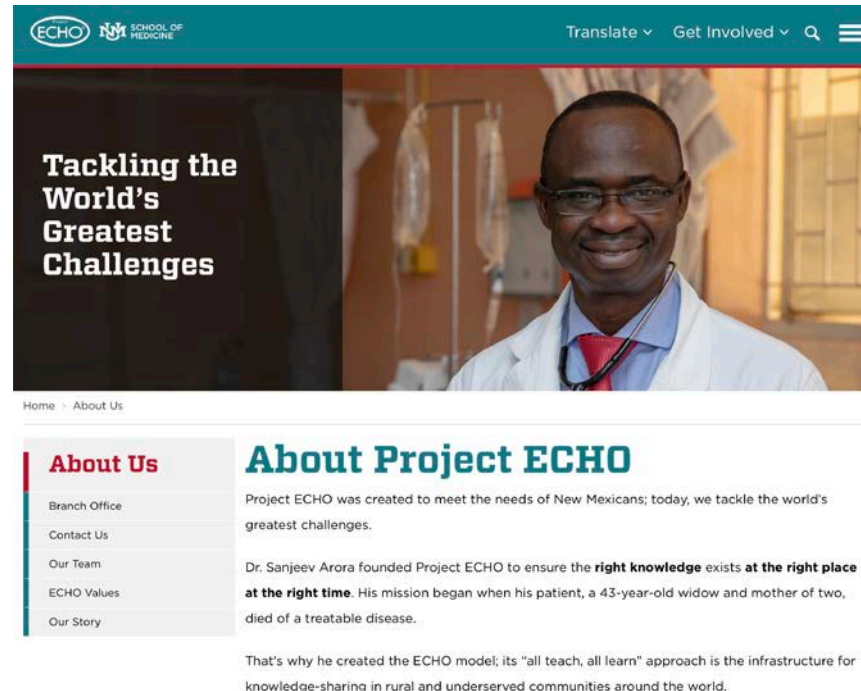 Project
ECHO
UNM SCHOOL OF
MEDICINE
Translate
Get Involved
Tackling the
World's
Greatest
Challenges
Home > About Us
About Us
Branch Office
Contact Us
Our Team
ECHO Values
Our Story
About Project ECHO
Project ECHO was created to meet the needs of New Mexicans; today, we tackle the world's
greatest challenges.
Dr. Sanjeev Arora founded Project ECHO to ensure the right knowledge exists at the right place
at the right time. His mission began when his patient, a 43-year-old widow and mother of two,
died of a treatable disease.
That's why he created the ECHO model; its "all teach, all learn" approach is the infrastructure for
knowledge-sharing in rural and underserved communities around the world.